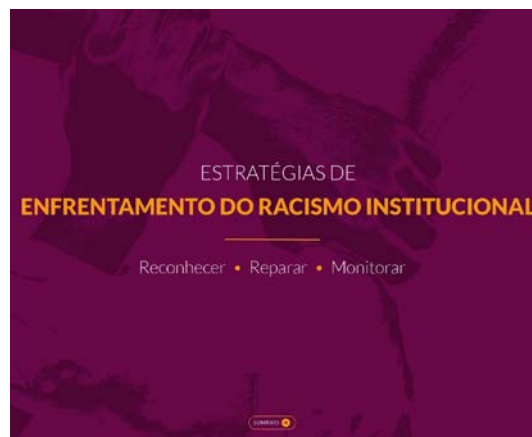 ESTRATÉGIAS DE
ENFRENTAMENTO DO RACISMO INSTITUCIONAL
Reconhecer • Reparar • Monitorar
SUMÁRIO